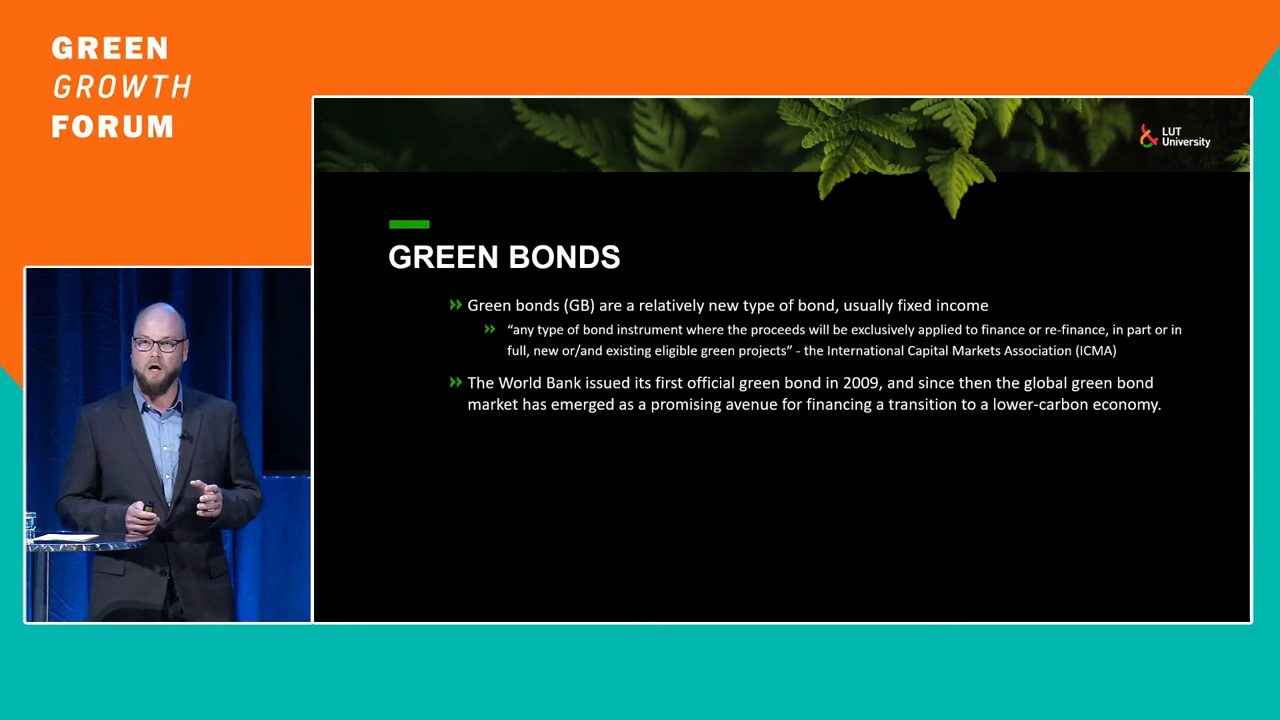 GREEN
GROWTH
FORUM
LUT
University
GREEN BONDS
Green bonds (GB) are a relatively new type of bond, usually fixed income
“any type of bond instrument where the proceeds will be exclusively applied to finance or re-finance, in part or in
full, new or/and existing eligible green projects” - the International Capital Markets Association (ICMA)
The World Bank issued its first official green bond in 2009, and since then the global green bond
market has emerged as a promising avenue for financing a transition to a lower-carbon economy.